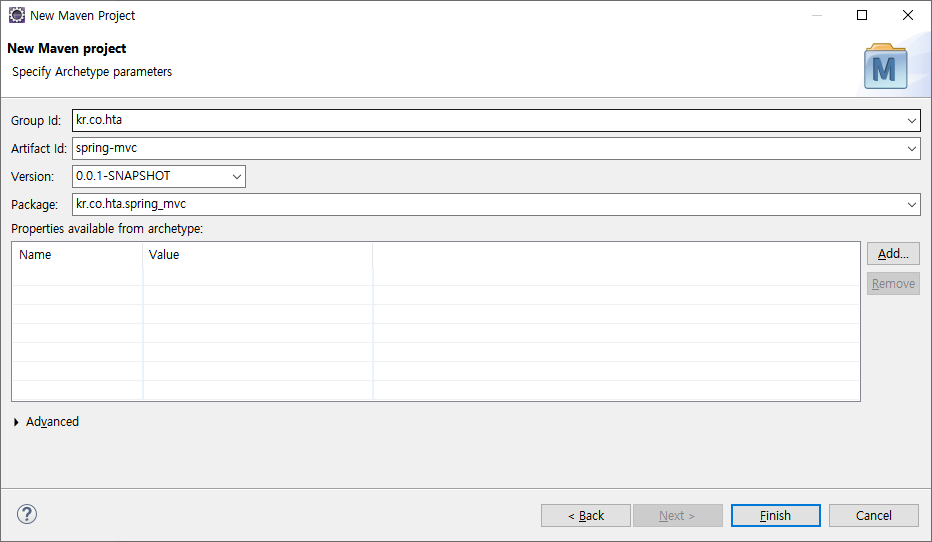 New Maven Project
New Maven project
Specify Archetype parameters
M
Group Id: kr.co.hta
Artifact Id: spring-mvc
Version: 0.0.1-SNAPSHOT
Package: kr.co.hta.spring_mvc
Properties available from archetype:
Name Value
Add...
Remove
Advanced
? < Back Next > Finish Cancel